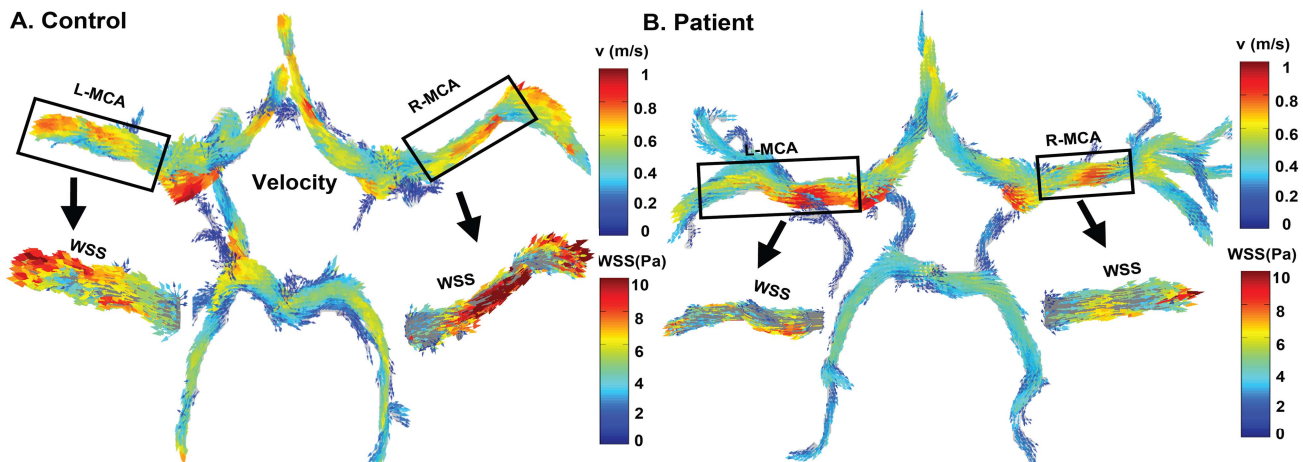 A. Control
L-MCA
R-MCA
Velocity
WSS
WSS
v (m/s)
1
0.8
0.6
0.4
0.2
0
WSS(Pa)
10
8
6
4
2
0
B. Patient
L-MCA
R-MCA
WSS
WSS
v (m/s)
1
0.8
0.6
0.4
0.2
0
WSS(Pa)
10
8
6
4
2
0